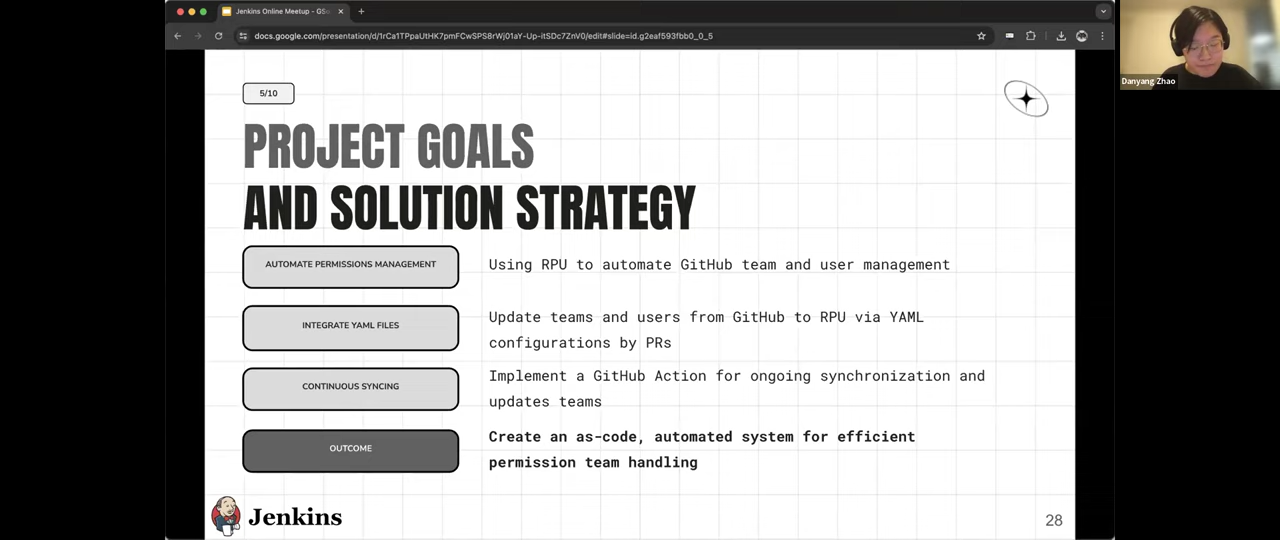 Jenkins Online Meetup - GSo
docs.google.com/presentation/d/1rCa1TPpaUtHK7pmFCwSPS8rWj01aY-Up-itSDc7ZnV0/edit#slide=id.g2eaf593fbb0_0_5
Danyang Zhao
5/10
PROJECT GOALS
AND SOLUTION STRATEGY
AUTOMATE PERMISSIONS MANAGEMENT
Using RPU to automate GitHub team and user management
INTEGRATE YAML FILES
Update teams and users from GitHub to RPU via YAML
configurations by PRs
CONTINUOUS SYNCING
Implement a GitHub Action for ongoing synchronization and
updates teams
OUTCOME
Create an as-code, automated system for efficient
permission team handling
Jenkins
28